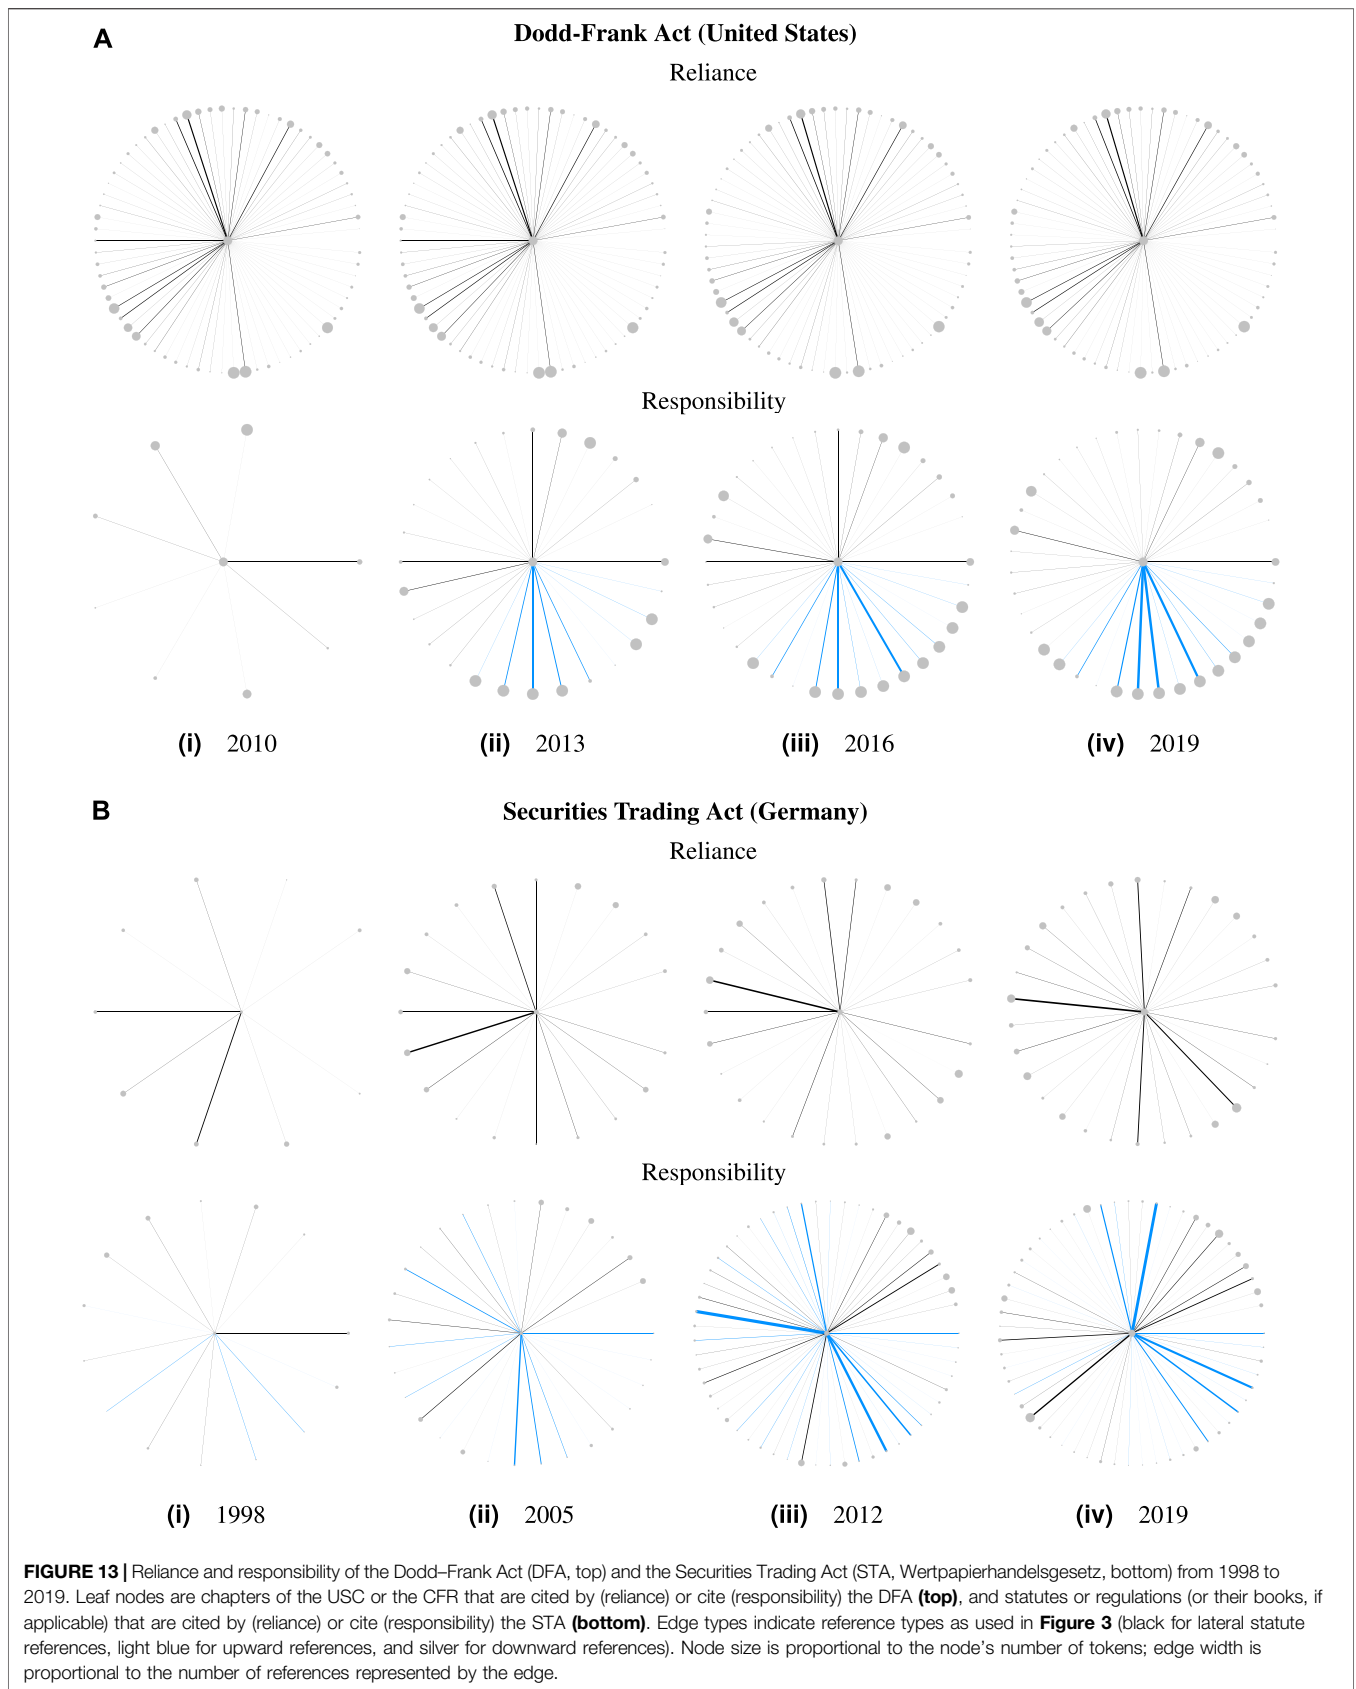 A
Dodd-Frank Act (United States)
Reliance
Responsibility
(i) 2010
(ii) 2013
(iii) 2016
(iv) 2019
B
Securities Trading Act (Germany)
Reliance
Responsibility
(i) 1998
(ii) 2005
(iii) 2012
(iv) 2019
FIGURE 13 | Reliance and responsibility of the Dodd–Frank Act (DFA, top) and the Securities Trading Act (STA, Wertpapierhandelsgesetz, bottom) from 1998 to
2019. Leaf nodes are chapters of the USC or the CFR that are cited by (reliance) or cite (responsibility) the DFA (top), and statutes or regulations (or their books, if
applicable) that are cited by (reliance) or cite (responsibility) the STA (bottom). Edge types indicate reference types as used in Figure 3 (black for lateral statute
references, light blue for upward references, and silver for downward references). Node size is proportional to the node's number of tokens; edge width is
proportional to the number of references represented by the edge.